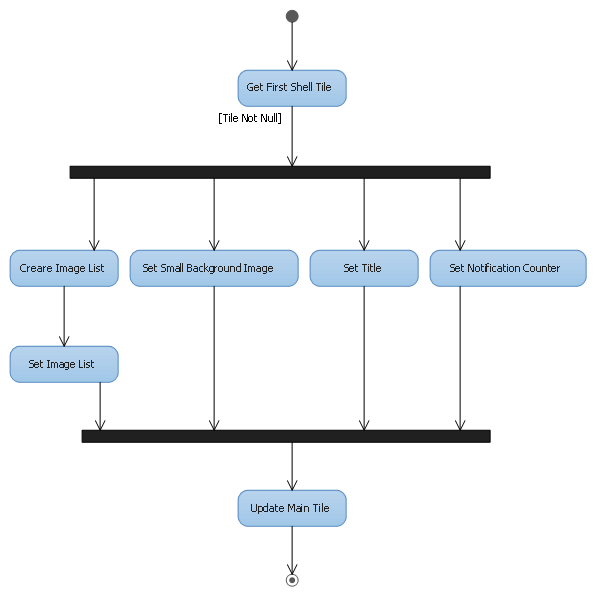 Get First Shell Tile
[Tile Not Null]
Creare Image List
Set Small Background Image
Set Title
Set Notification Counter
Set Image List
Update Main Tile